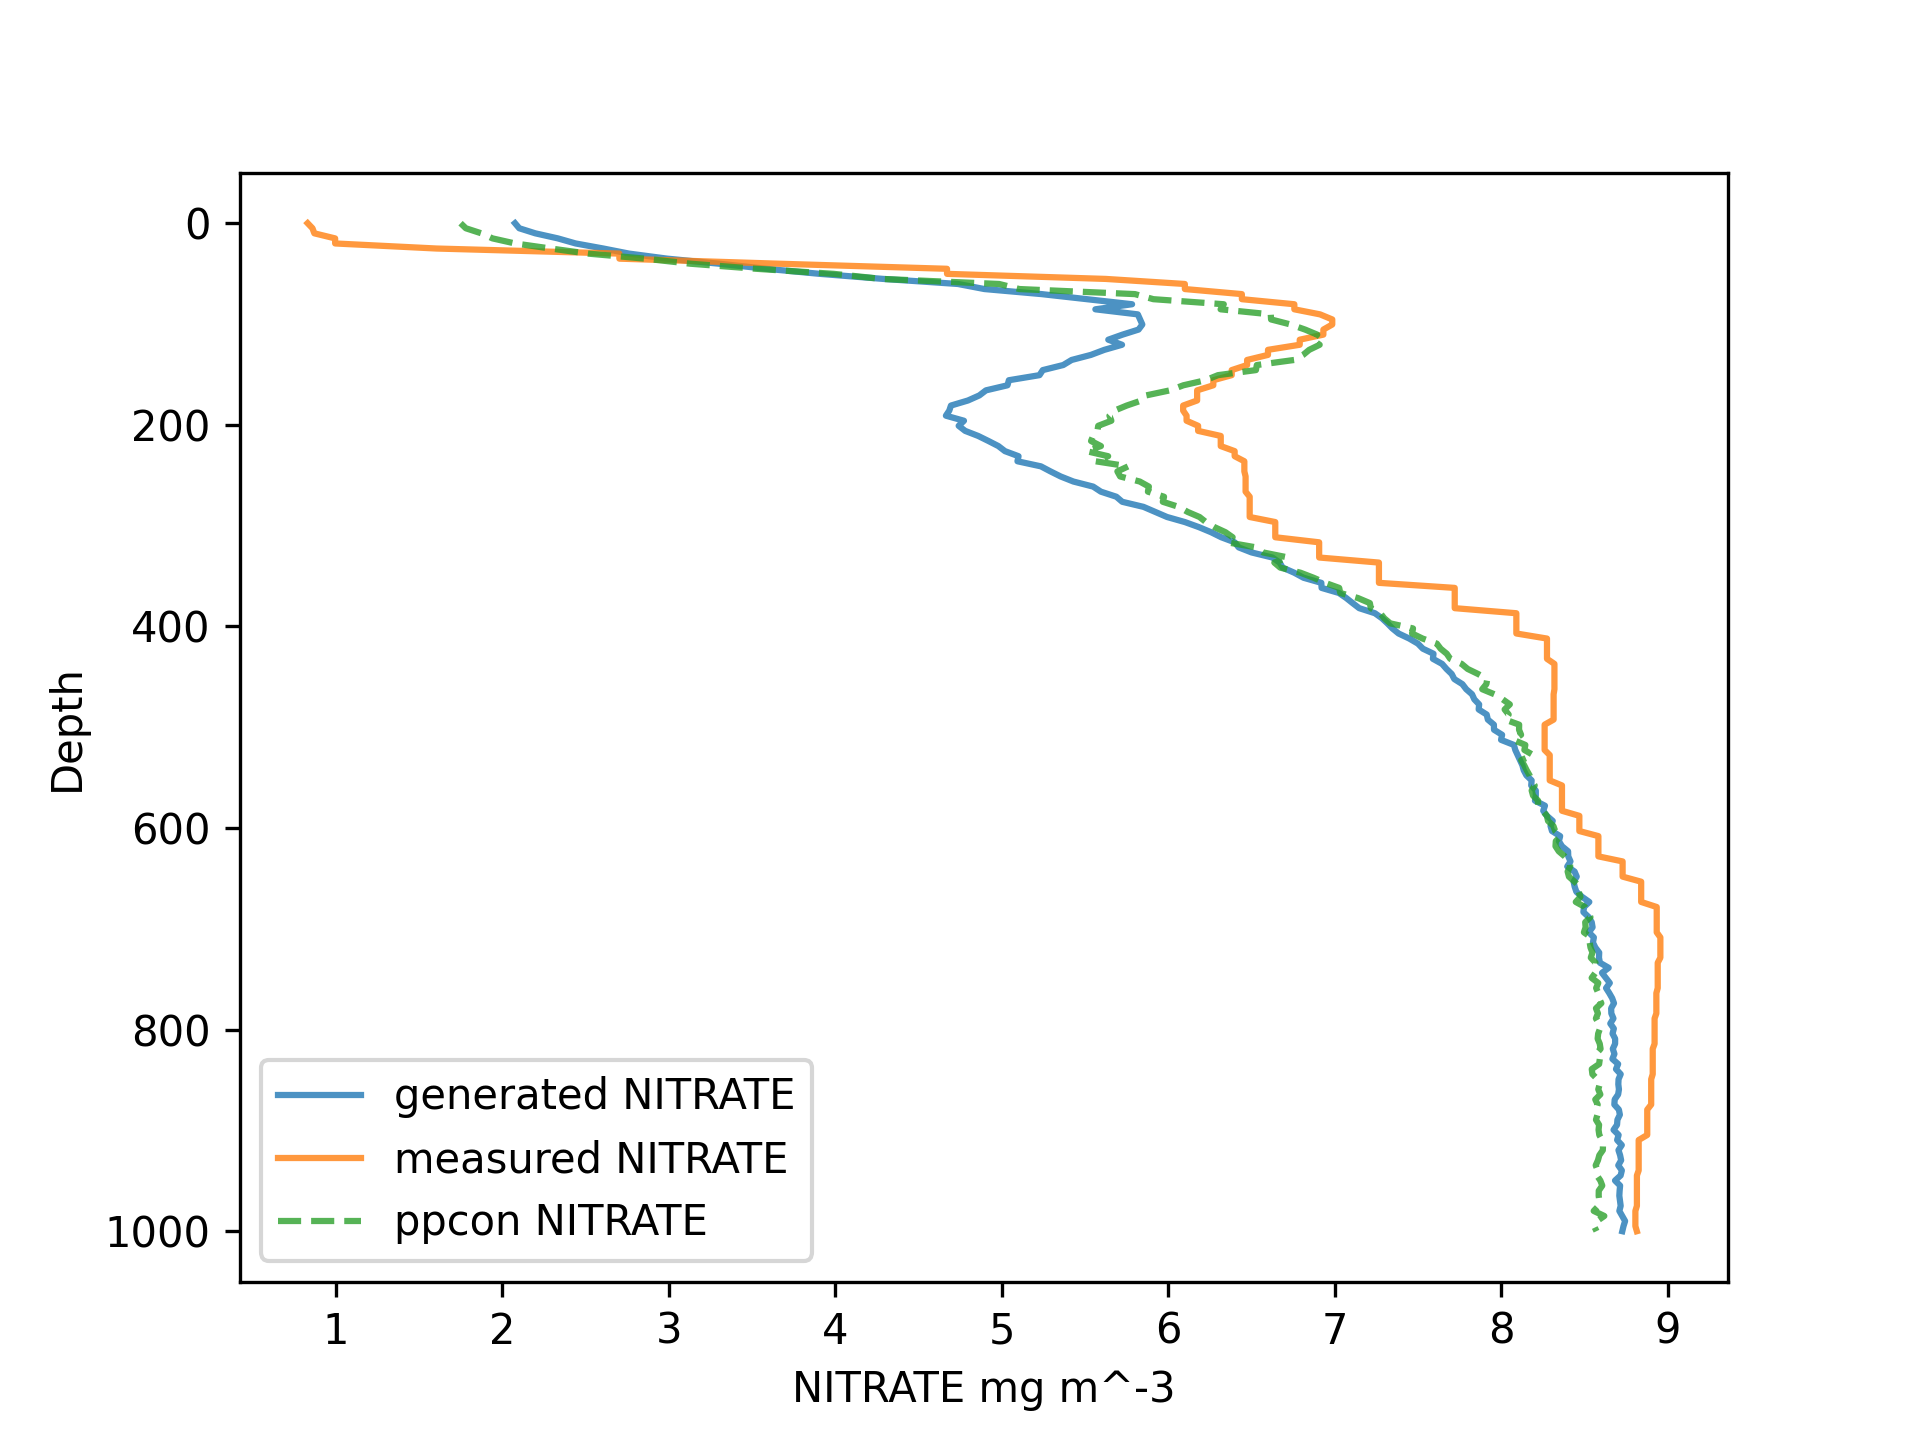 0
200
400
600
800
1000
Depth
generated NITRATE
measured NITRATE
ppcon NITRATE
1 2 3 4 5 6 7 8 9
NITRATE mg m^-3